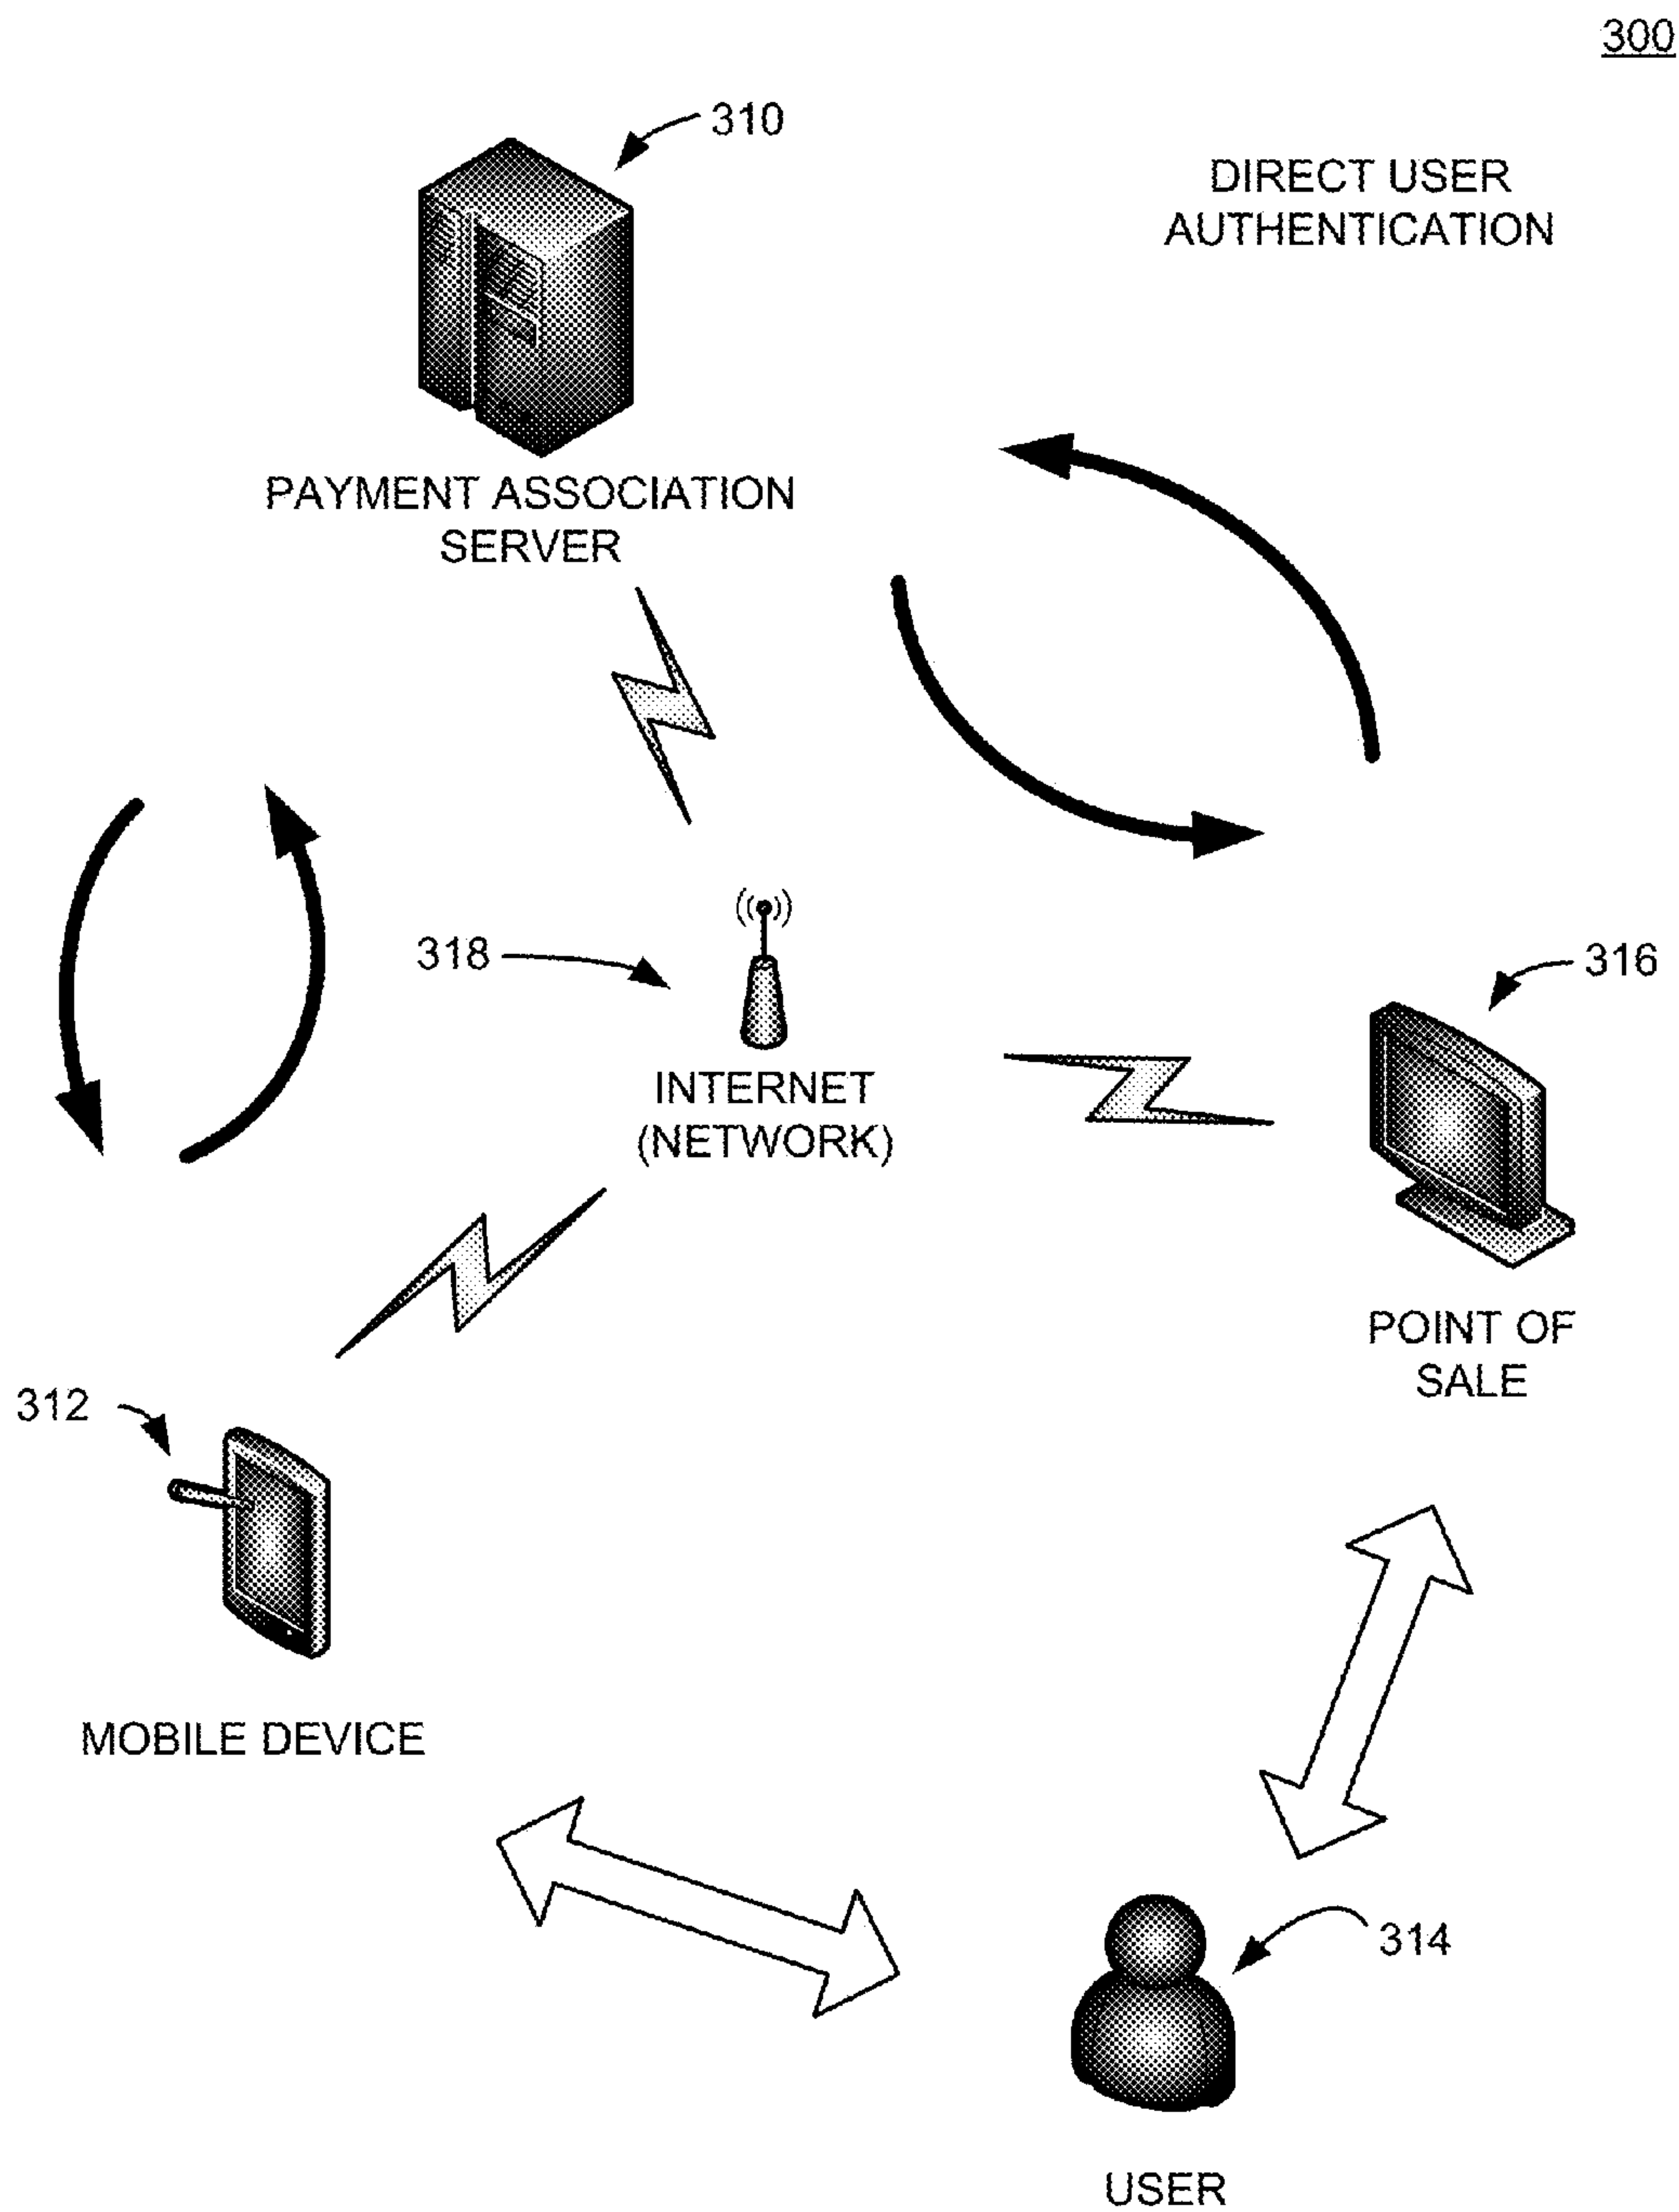 300
310
DIRECT USER
AUTHENTICATION
PAYMENT ASSOCIATION
SERVER
318
316
INTERNET
(NETWORK)
POINT OF
SALE
312
MOBILE DEVICE
314
USER